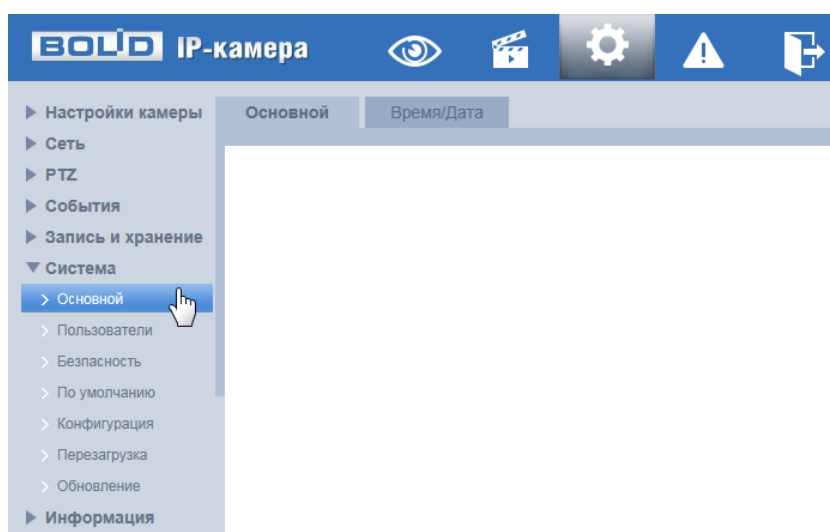 BOLID IP-камера
Основной Время/Дата
Настройки камеры
Сеть
PTZ
События
Запись и хранение
Система
Основной
Пользователи
Безпасность
По умолчанию
Конфигурация
Перезагрузка
Обновление
Информация